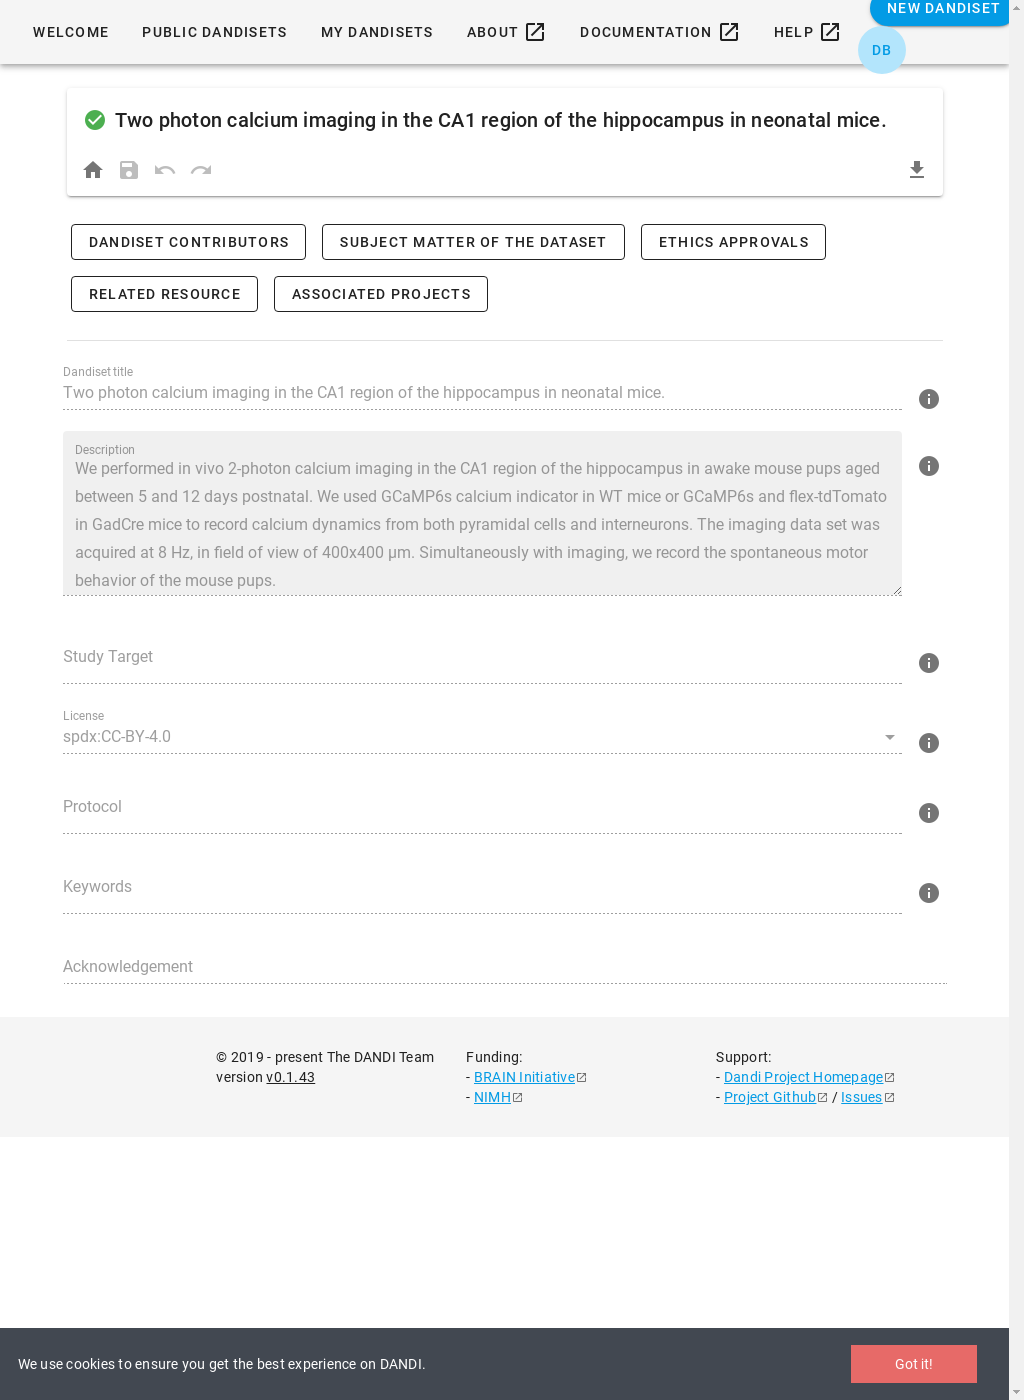 WELCOME PUBLIC DANDISETS MY DANDISETS ABOUT DOCUMENTATION HELP NEW DANDISET
DB
Two photon calcium imaging in the CA1 region of the hippocampus in neonatal mice.
DANDISET CONTRIBUTORS SUBJECT MATTER OF THE DATASET ETHICS APPROVALS
RELATED RESOURCE ASSOCIATED PROJECTS
Dandiset title
Two photon calcium imaging in the CA1 region of the hippocampus in neonatal mice.
Description
We performed in vivo 2-photon calcium imaging in the CA1 region of the hippocampus in awake mouse pups aged
between 5 and 12 days postnatal. We used GCaMP6s calcium indicator in WT mice or GCaMP6s and flex-tdTomato
in GadCre mice to record calcium dynamics from both pyramidal cells and interneurons. The imaging data set was
acquired at 8 Hz, in field of view of 400x400 µm. Simultaneously with imaging, we record the spontaneous motor
behavior of the mouse pups.
Study Target
License
spdx:CC-BY-4.0
Protocol
Keywords
Acknowledgement
© 2019 - present The DANDI Team
version v0.1.43
Funding:
- BRAIN Initiative
- NIMH
Support:
- Dandi Project Homepage
- Project Github / Issues
We use cookies to ensure you get the best experience on DANDI.
Got it!